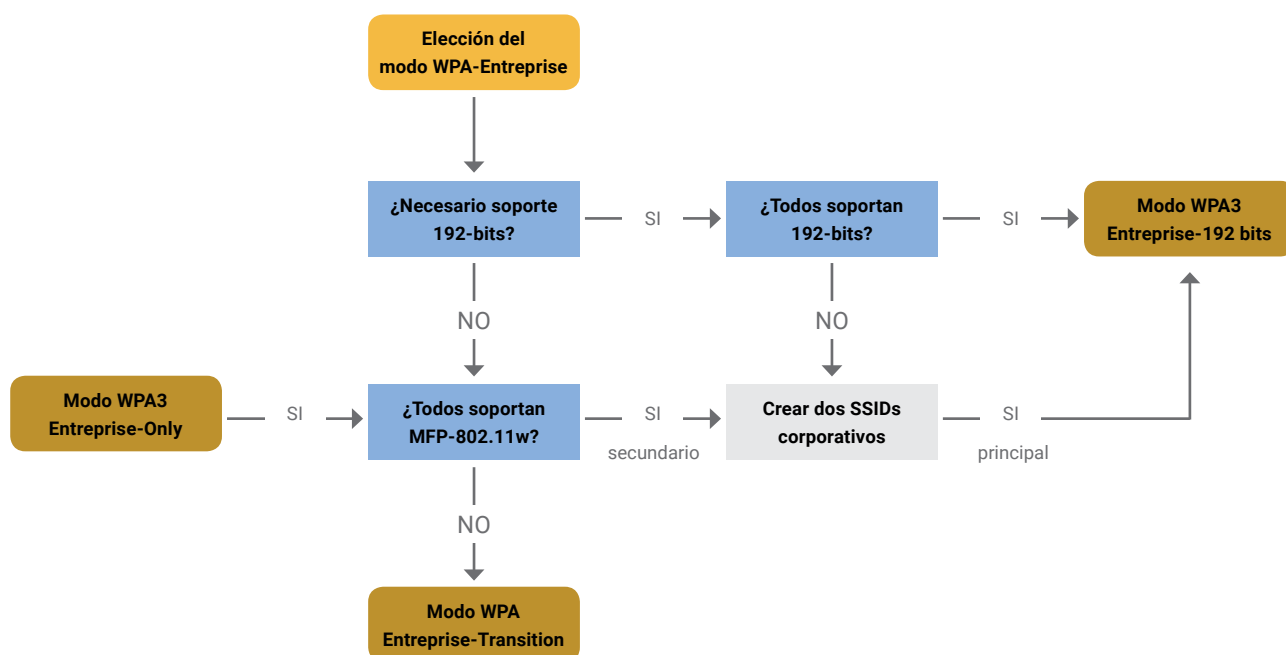 Elección del
modo WPA-Entreprise
¿Necesario soporte
192-bits?
SI
¿Todos soportan
192-bits?
SI
Modo WPA3
Entreprise-192 bits
NO
NO
Modo WPA3
Entreprise-Only
SI
¿Todos soportan
MFP-802.11w?
SI
secundario
Crear dos SSIDs
corporativos
SI
principal
NO
Modo WPA
Entreprise-Transition